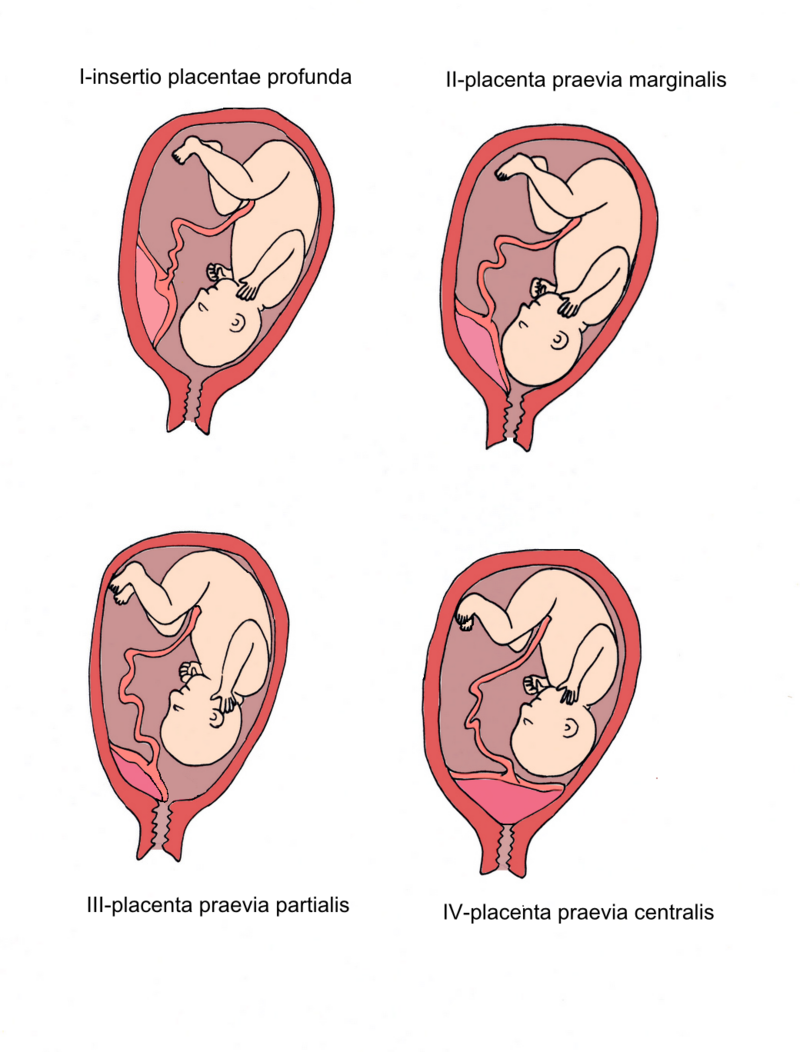 I-insertio placentae profunda
II-placenta praevia marginalis
III-placenta praevia partialis
IV-placenta praevia centralis